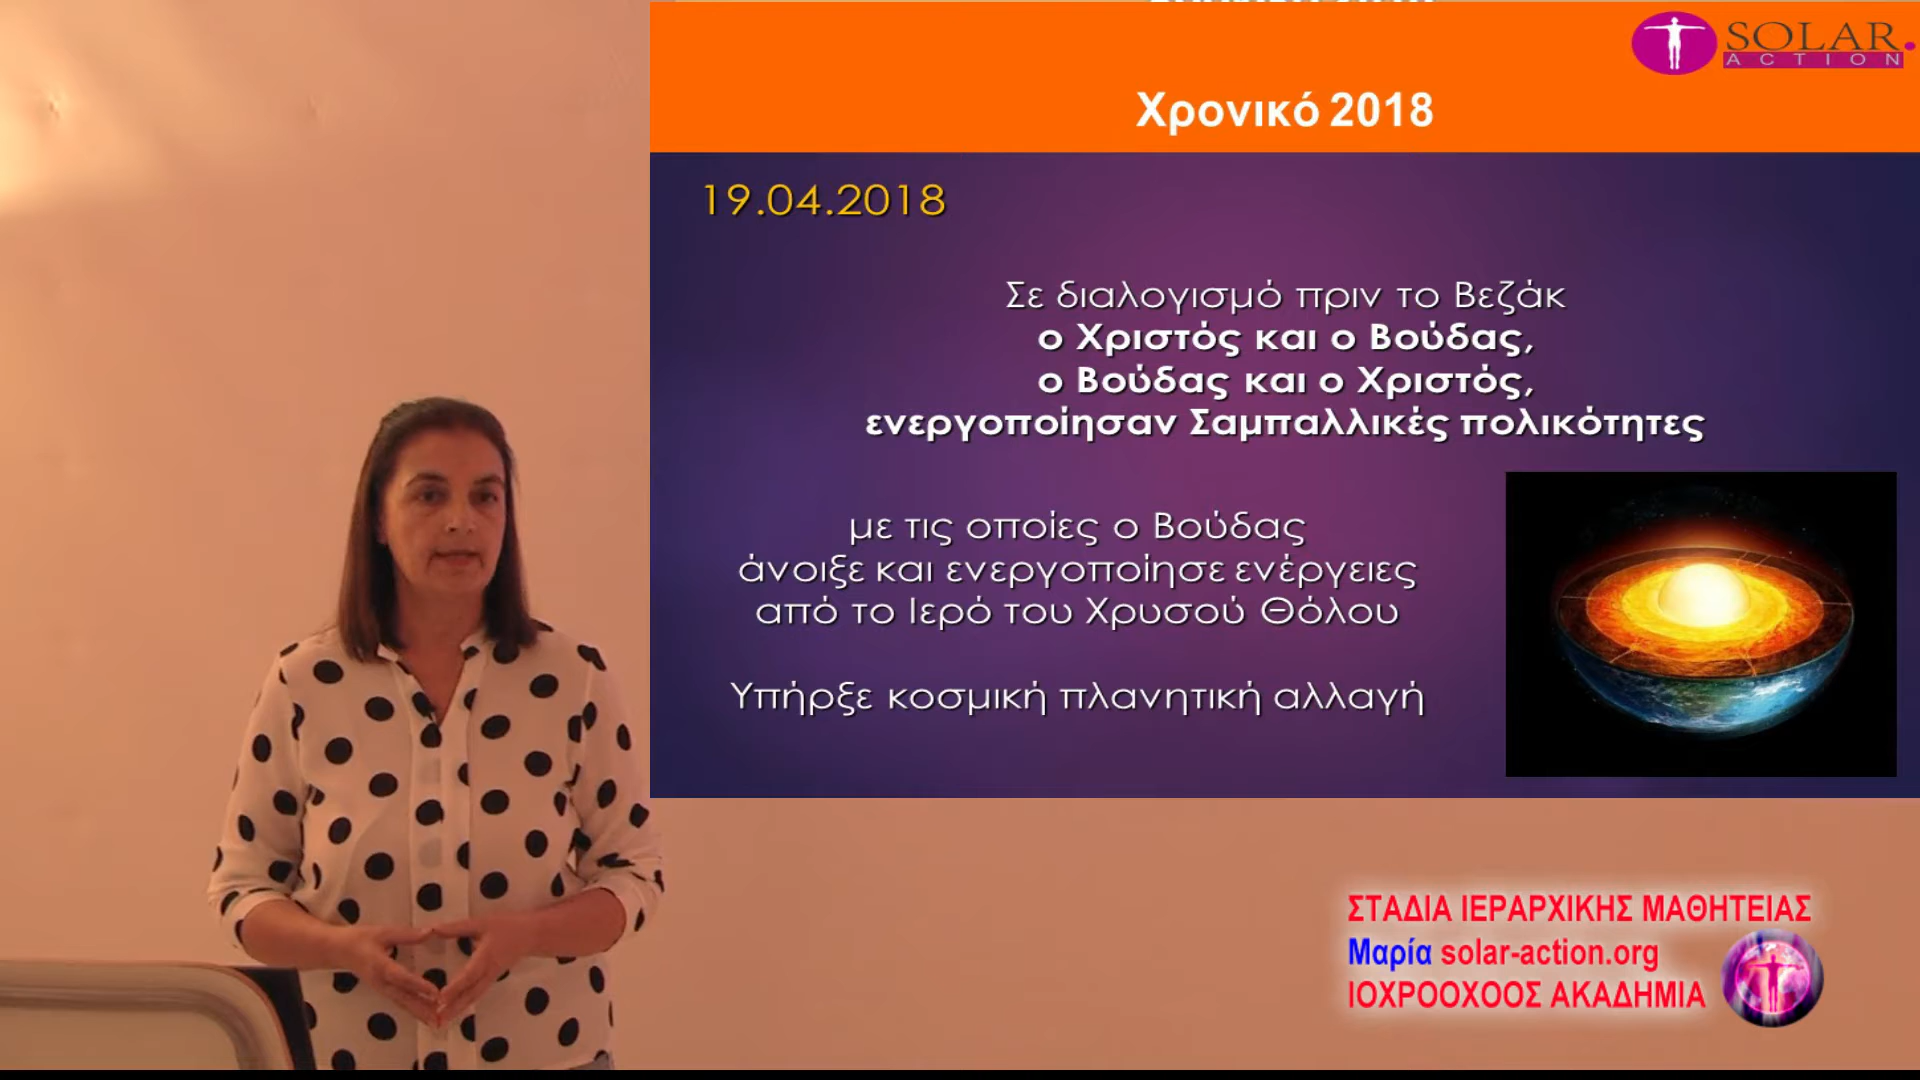 SOLAR.
ACTION
Χρονικό 2018
19.04.2018
Σε διαλογισμό πριν το Βεζάκ
ο Χριστός και ο Βούδας,
ο Βούδας και ο Χριστός,
ενεργοποίησαν Σαμπαλλικές πολικότητες
με τις οποίες ο Βούδας
άνοιξε και ενεργοποίησε ενέργειες
από το Ιερό του Χρυσού Θόλου
Υπήρξε κοσμική πλανητική αλλαγή
ΣΤΑΔΙΑ ΙΕΡΑΡΧΙΚΗΣ ΜΑΘΗΤΕΙΑΣ
Μαρία solar-action.org
ΙΟΧΡΟΟΧΟΟΣ ΑΚΑΔΗΜΙΑ